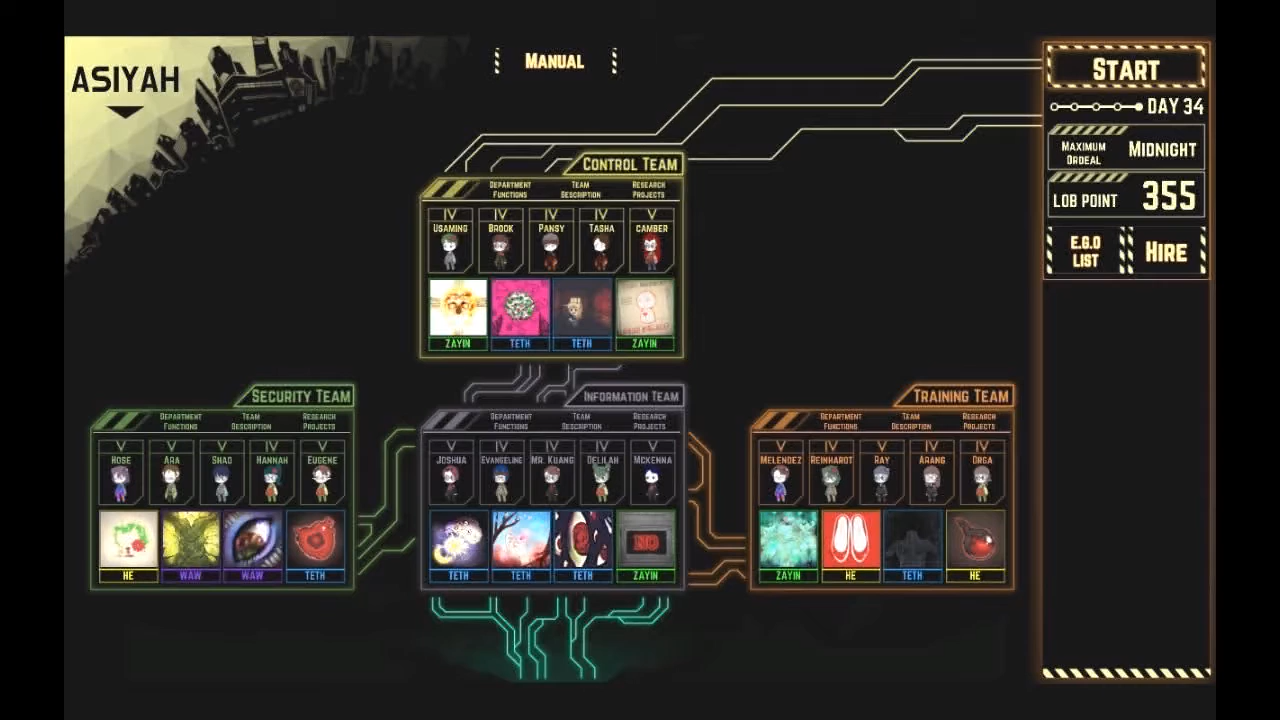 ASIYAH
MANUAL
START
DAY 34
MAXIMUM
ORDEAL
MIDNIGHT
LOB POINT
355
E.G.O
LIST
HIRE
CONTROL TEAM
DEPARTMENT
FUNCTIONS
TEAM
DESCRIPTION
RESEARCH
PROJECTS
IV IV IV IV V
USAMING BROOK PANSY TASHA CAMBER
ZAYIN TETH TETH ZAYIN
SECURITY TEAM
DEPARTMENT
FUNCTIONS
TEAM
DESCRIPTION
RESEARCH
PROJECTS
V V V IV V
ARA HANNAH EUGENE
HE WAW WAW TETH
INFORMATION TEAM
DEPARTMENT
FUNCTIONS
TEAM
DESCRIPTION
RESEARCH
PROJECTS
V IV IV IV V
JOSHUA EVANGELINE MR. KUANG DELILAH MCKENNA
NO
TETH TETH TETH ZAYIN
TRAINING TEAM
DEPARTMENT
FUNCTIONS
TEAM
DESCRIPTION
RESEARCH
PROJECTS
V IV V IV IV
MELENDEZ REINHARDT RAY ARANG ORGA
ZAYIN HE TETH HE